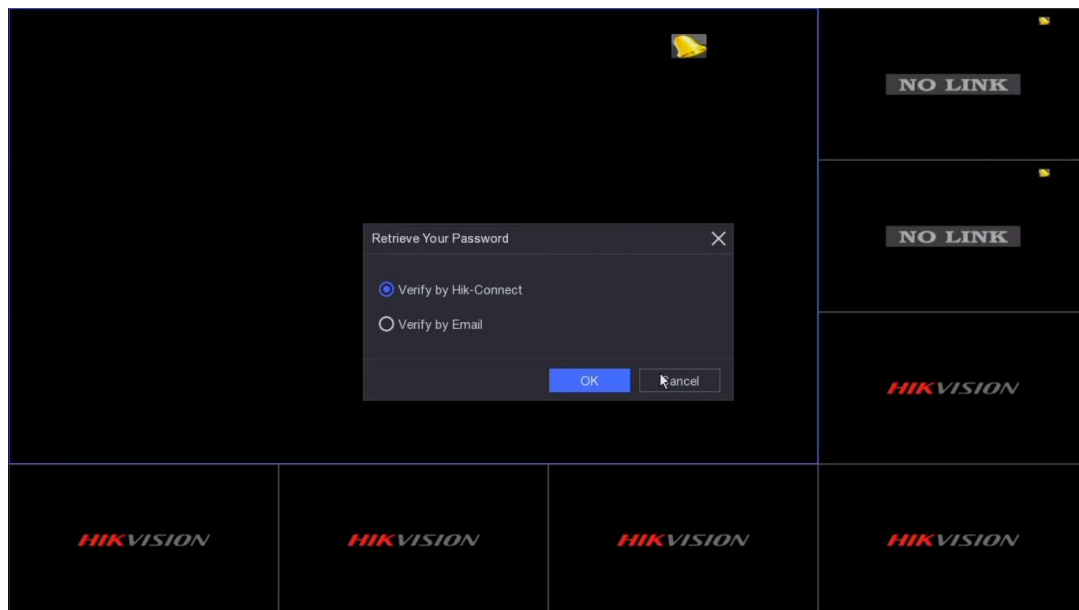 NO LINK
NO LINK
Retrieve Your Password
Verify by Hik-Connect
Verify by Email
OK
Cancel
HIKVISION
HIKVISION
HIKVISION
HIKVISION
HIKVISION